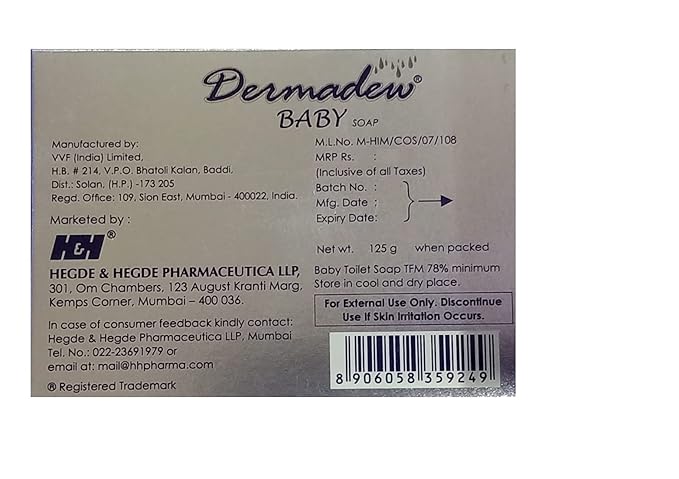 Dermadew®
BABY SOAP
Manufactured by:
VVF (India) Limited,
H.B. # 214, V.P.O. Bhatoli Kalan, Baddi,
Dist.: Solan, (H.P.) -173 205
Regd. Office: 109, Sion East, Mumbai - 400022, India.
Marketed by :
H&H®
HEGDE & HEGDE PHARMACEUTICA LLP,
301, Om Chambers, 123 August Kranti Marg,
Kemps Corner, Mumbai – 400 036.
In case of consumer feedback kindly contact:
Hegde & Hegde Pharmaceutica LLP, Mumbai
Tel. No.: 022-23691979 or
email at: mail@hhpharma.com
® Registered Trademark
M.L.No. M-HIM/COS/07/108
MRP Rs. :
(Inclusive of all Taxes)
Batch No. :
Mfg. Date :
Expiry Date:
Net wt. 125 g when packed
Baby Toilet Soap TFM 78% minimum
Store in cool and dry place.
For External Use Only. Discontinue
Use If Skin Irritation Occurs.
8 906058 359249